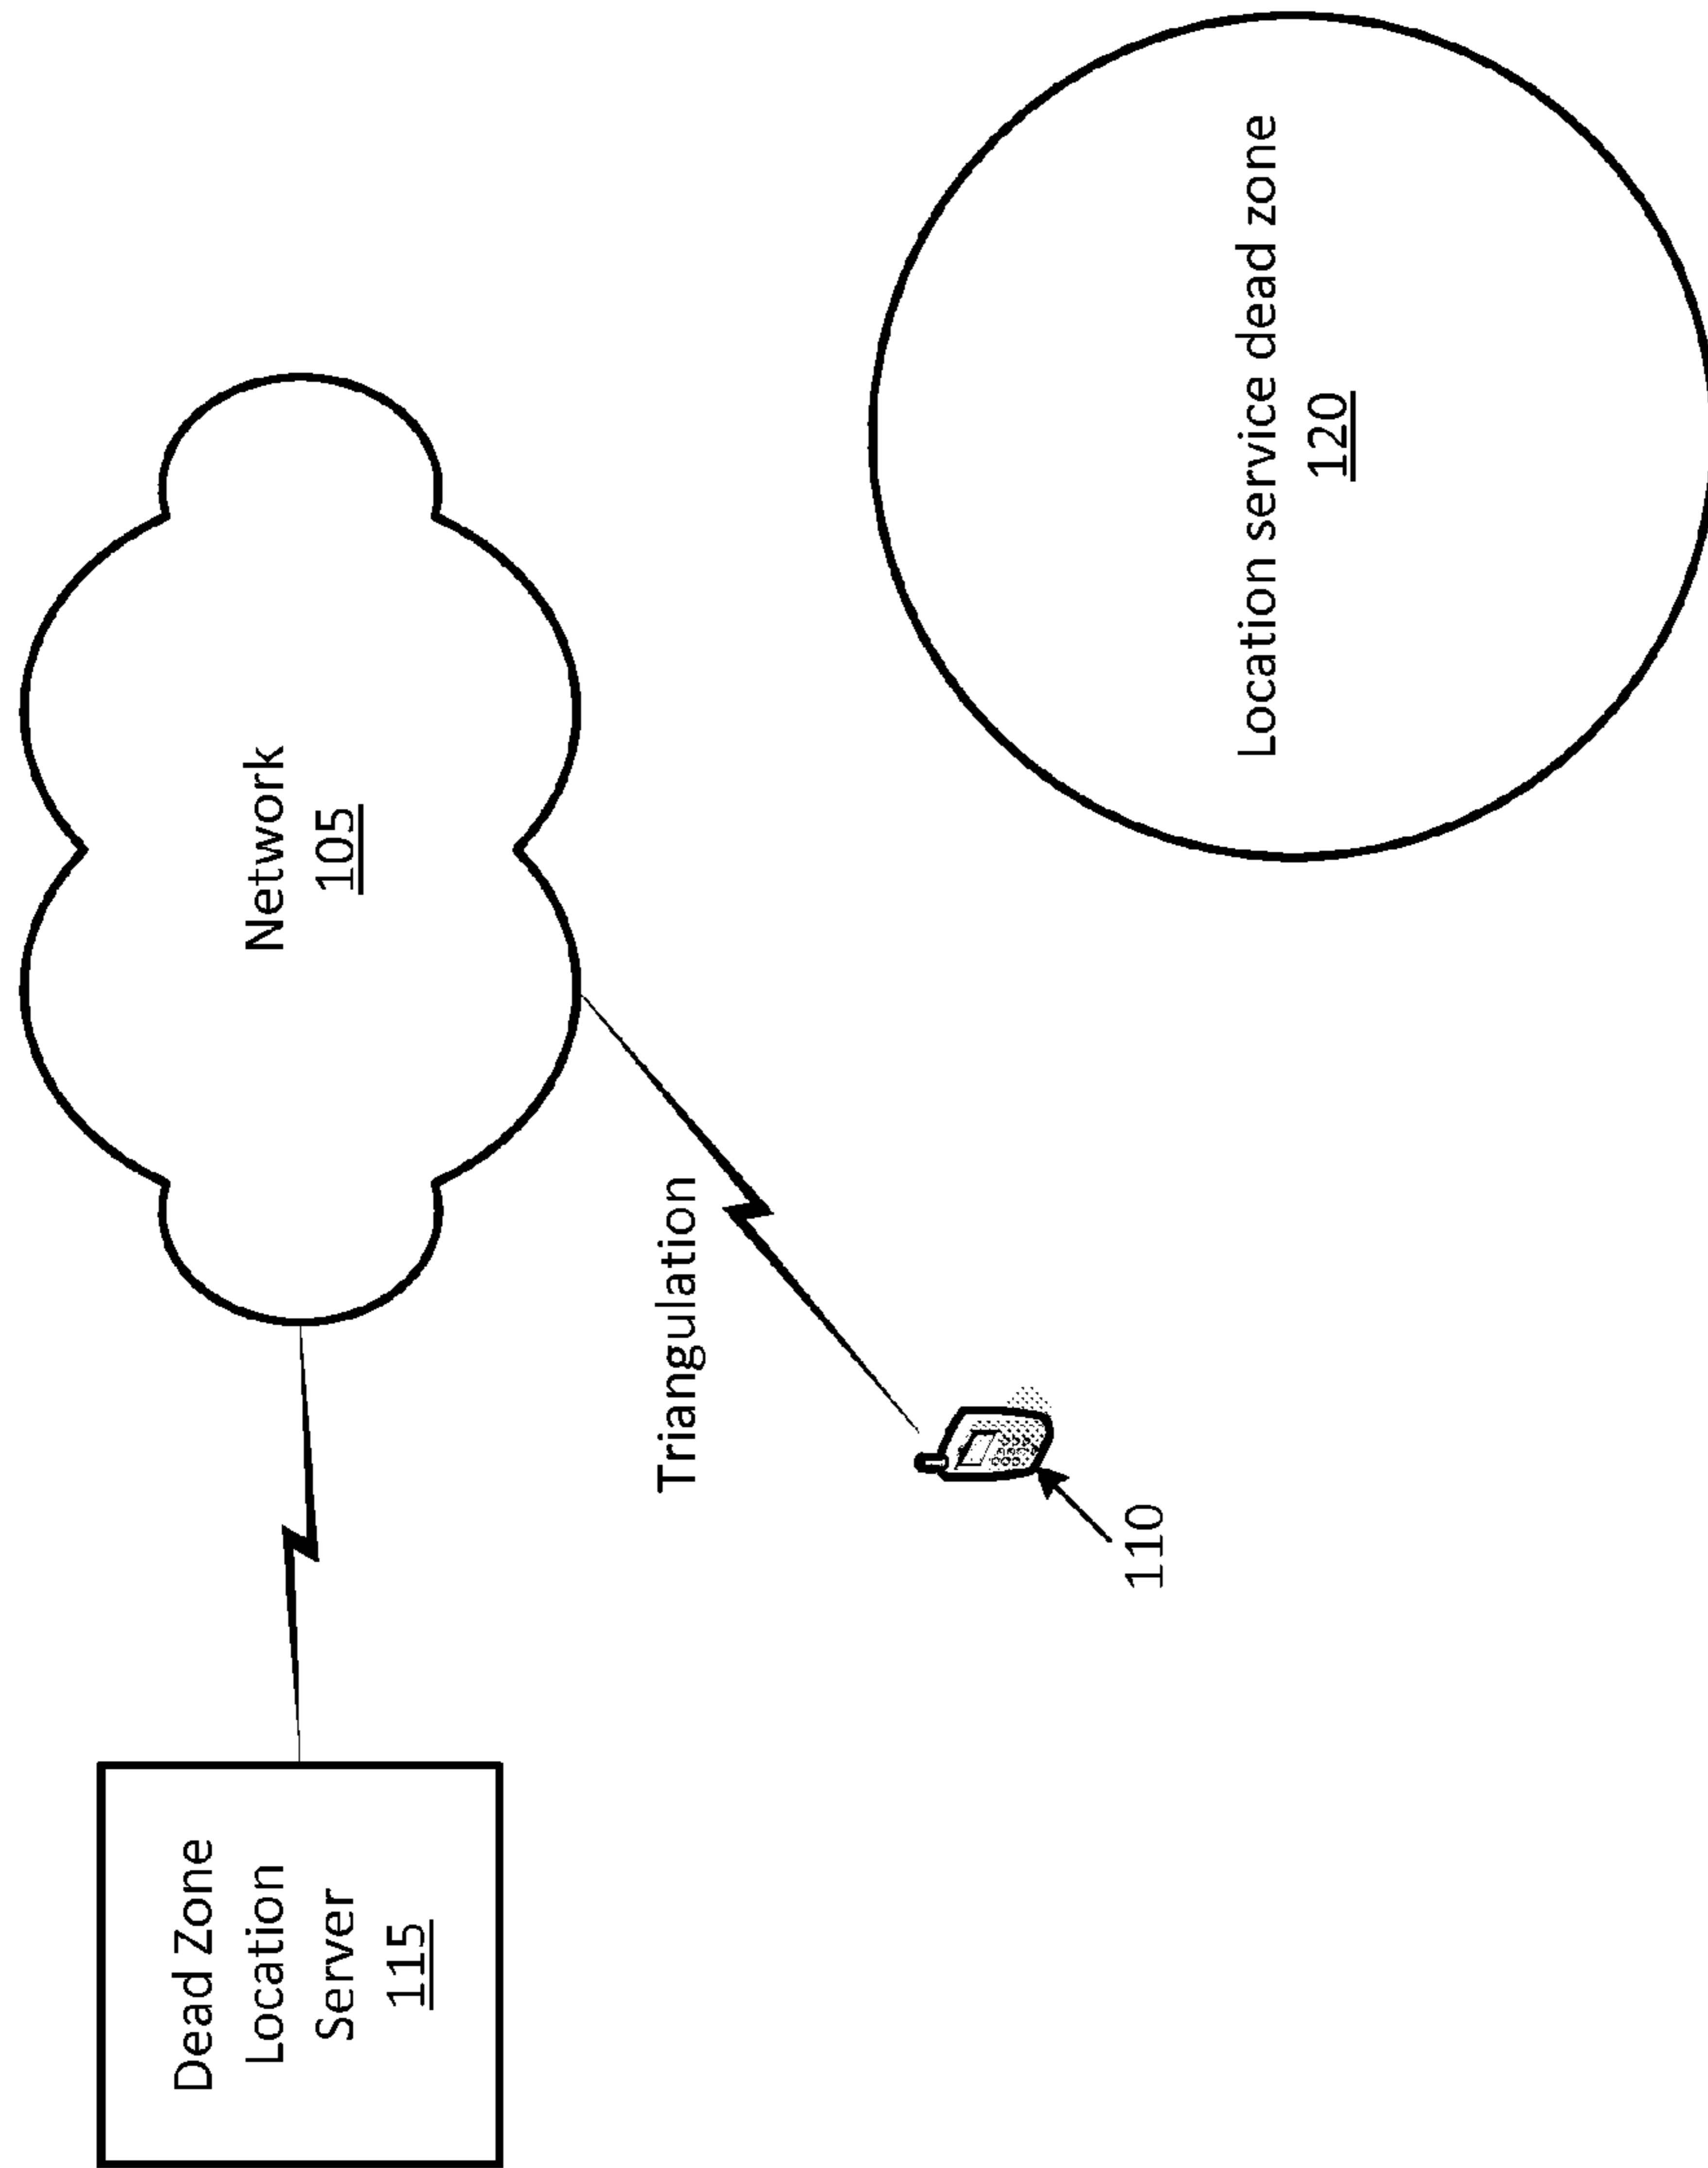 Dead Zone
Location
Server
115
Network
105
Triangulation
110
Location service dead zone
120